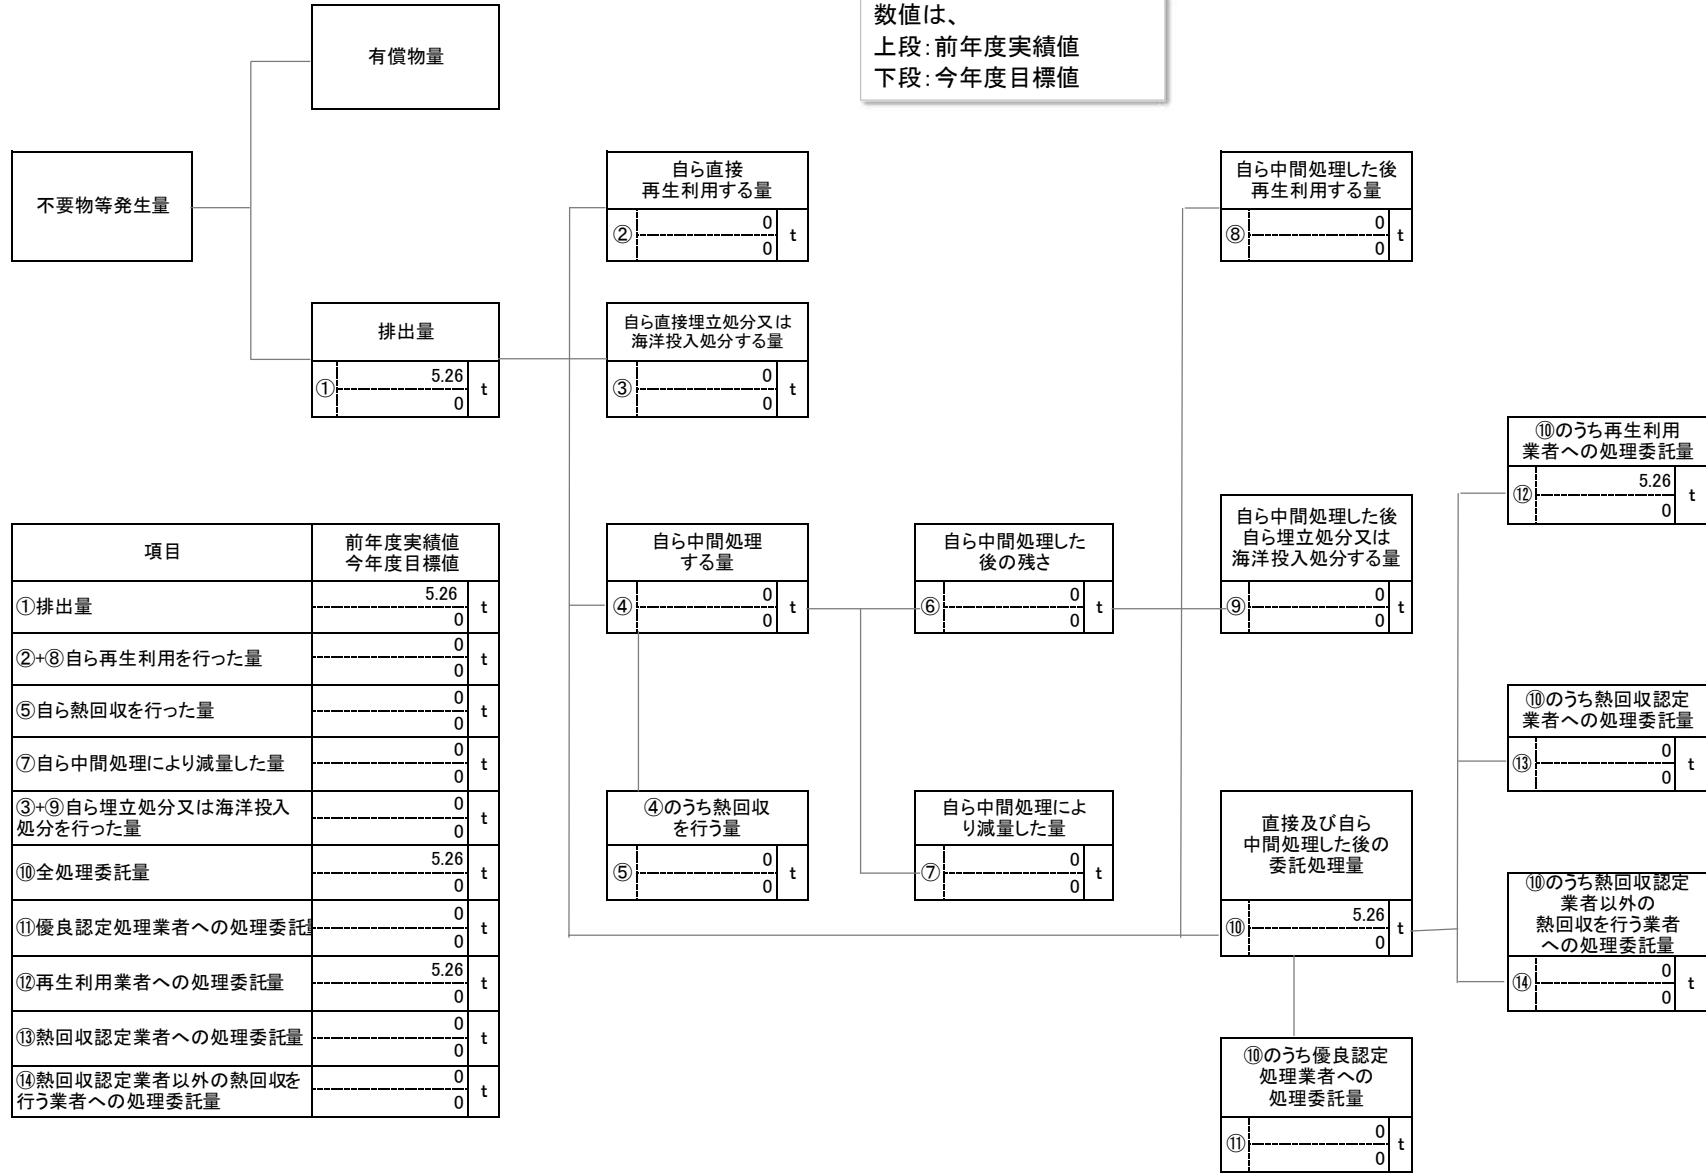 数値は、
上段：前年度実績値
下段：今年度目標値
有償物量
不要物等発生量
自ら直接
再生利用する量
②
0
0
t
自ら中間処理した後
再生利用する量
⑧
0
0
t
排出量
①
5.26
0
t
自ら直接埋立処分又は
海洋投入処分する量
③
0
0
t
⑩のうち再生利用
業者への処理委託量
⑫
5.26
0
t
自ら中間処理
する量
④
0
0
t
自ら中間処理した
後の残さ
⑥
0
0
t
自ら中間処理した後
自ら埋立処分又は
海洋投入処分する量
⑨
0
0
t
⑩のうち熱回収認定
業者への処理委託量
⑬
0
0
t
④のうち熱回収
を行う量
⑤
0
0
t
自ら中間処理によ
り減量した量
⑦
0
0
t
直接及び自ら
中間処理した後の
委託処理量
⑩
5.26
0
t
⑩のうち熱回収認定
業者以外の
熱回収を行う業者
への処理委託量
⑭
0
0
t
⑩のうち優良認定
処理業者への
処理委託量
⑪
0
0
t
項目
前年度実績値
今年度目標値
①排出量
5.26
0
t
②+⑧自ら再生利用を行った量
0
0
t
⑤自ら熱回収を行った量
0
0
t
⑦自ら中間処理により減量した量
0
0
t
③+⑨自ら埋立処分又は海洋投入
処分を行った量
0
0
t
⑩全処理委託量
5.26
0
t
⑪優良認定処理業者への処理委託
0
0
t
⑫再生利用業者への処理委託量
5.26
0
t
⑬熱回収認定業者への処理委託量
0
0
t
⑭熱回収認定業者以外の熱回収を
行う業者への処理委託量
0
0
t